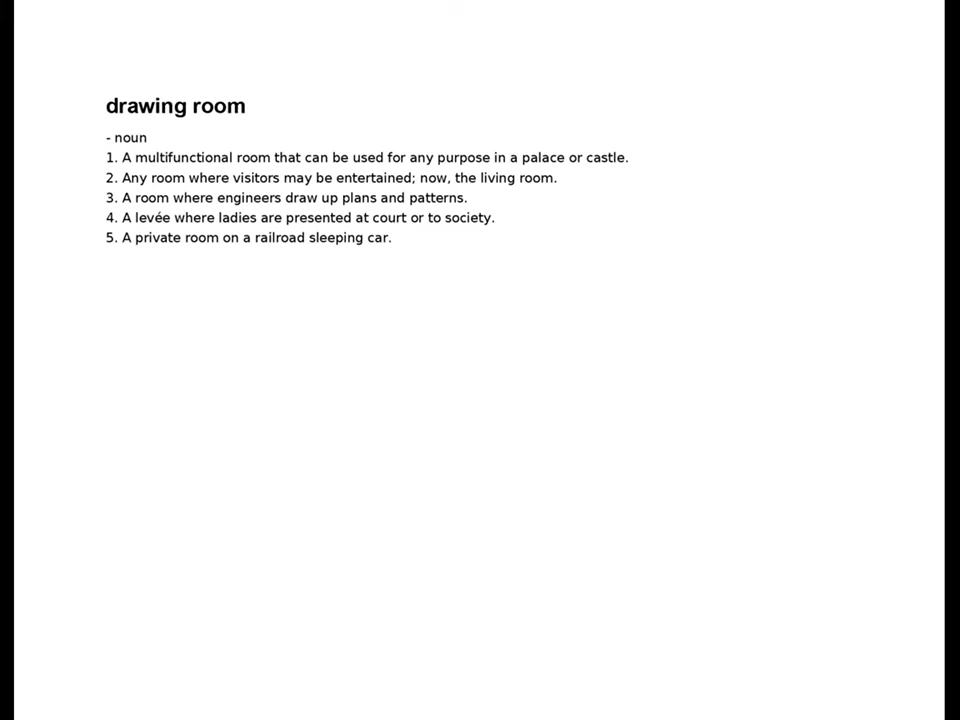 drawing room
- noun
1. A multifunctional room that can be used for any purpose in a palace or castle.
2. Any room where visitors may be entertained; now, the living room.
3. A room where engineers draw up plans and patterns.
4. A levée where ladies are presented at court or to society.
5. A private room on a railroad sleeping car.